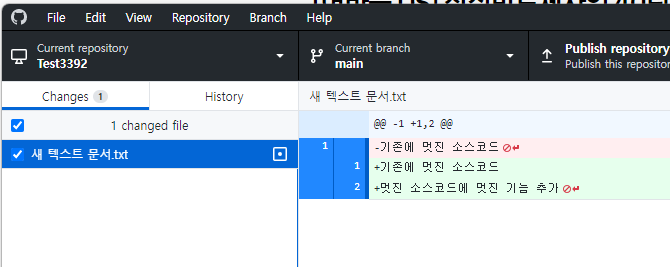 File Edit View Repository Branch Help
Current repository
Test3392
Current branch
main
Publish repository
Publish this repository
Changes 1
History
새 텍스트 문서.txt
1 changed file
새 텍스트 문서.txt
@@ -1 +1,2 @@
1 -기존에 멋진 소스코드
1 +기존에 멋진 소스코드
2 +멋진 소스코드에 멋진 기능 추가